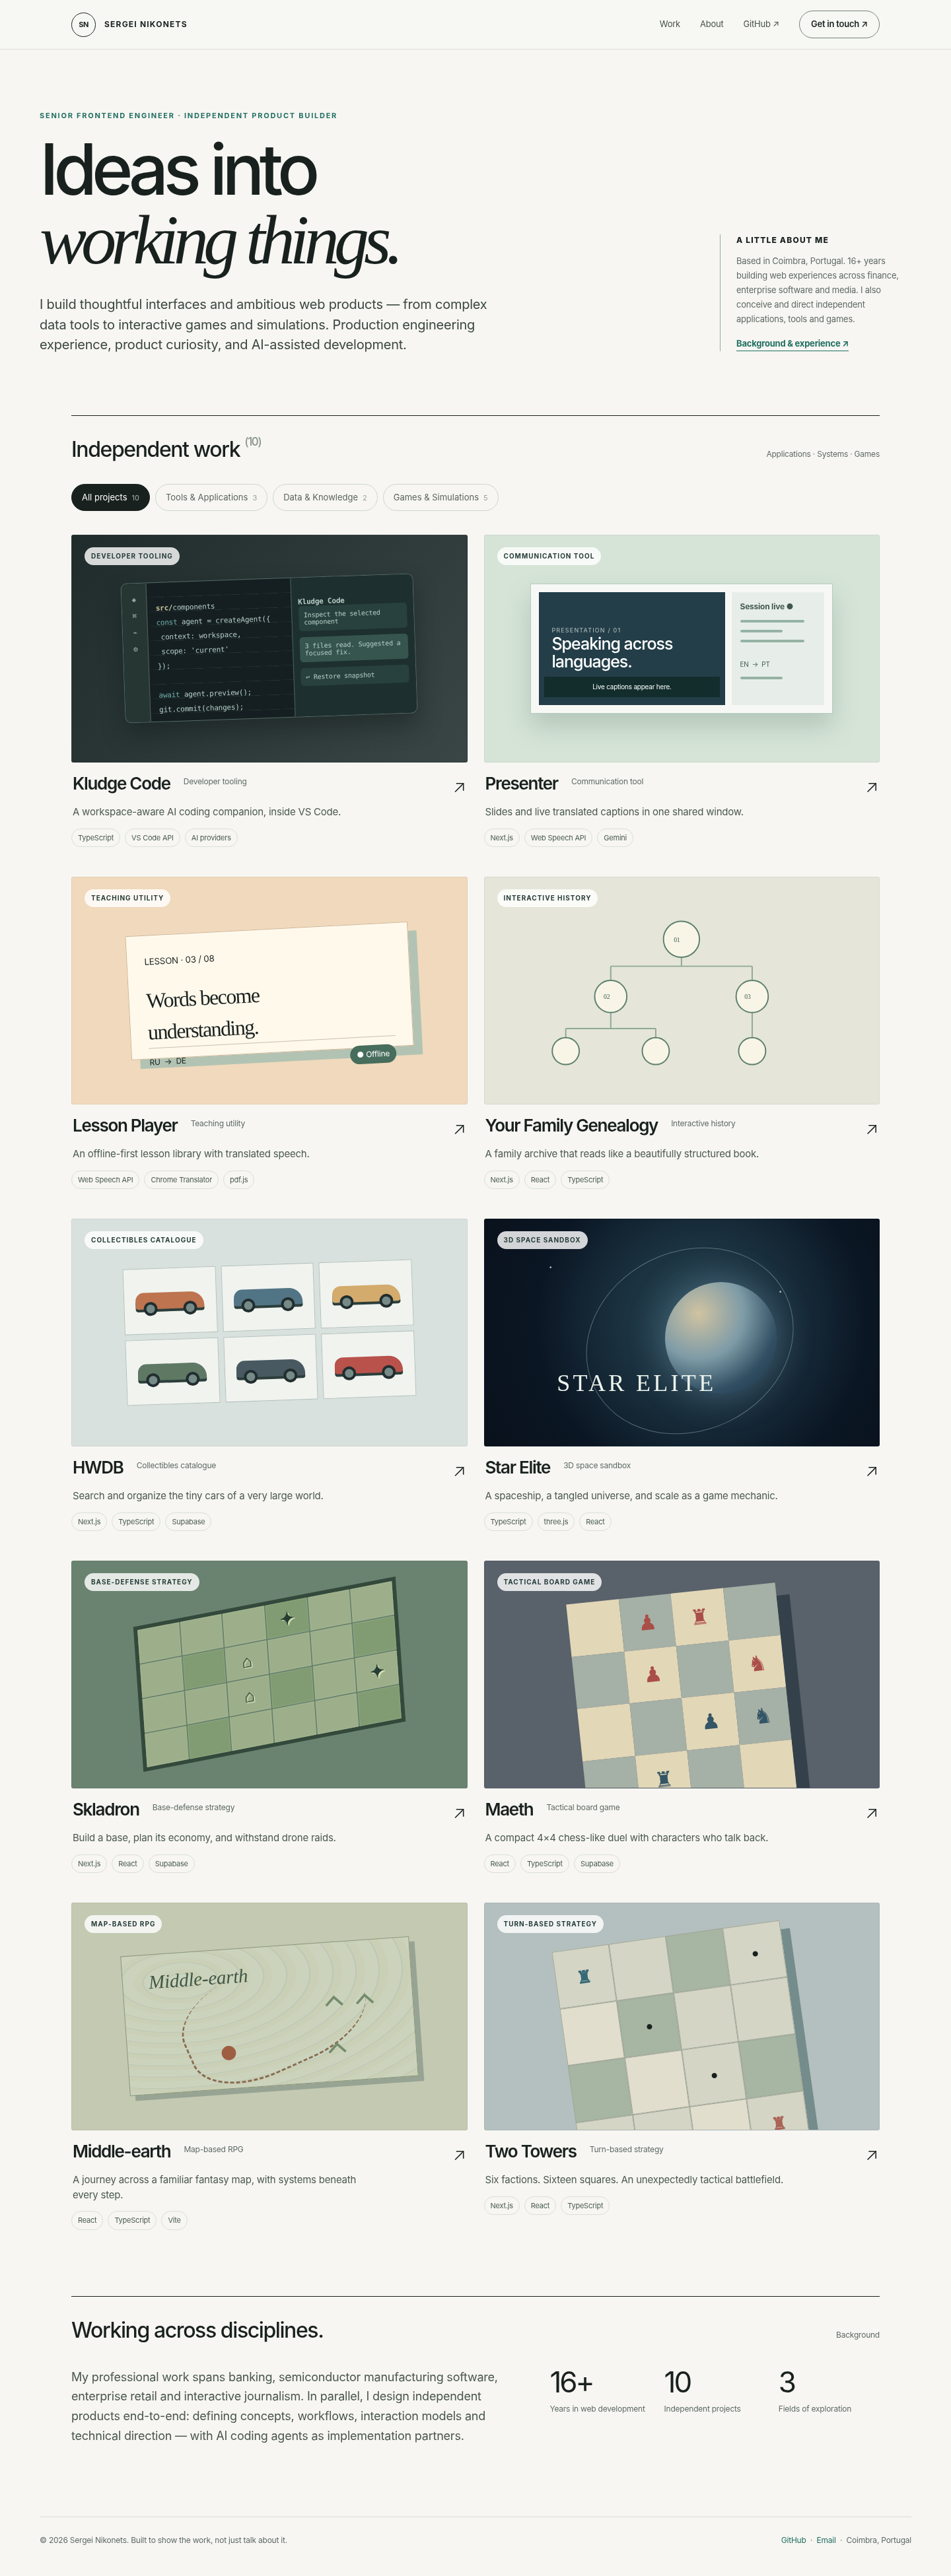 SN SERGEI NIKONETS
Work About GitHub ↗ Get in touch ↗
SENIOR FRONTEND ENGINEER · INDEPENDENT PRODUCT BUILDER
Ideas into
working things.
I build thoughtful interfaces and ambitious web products — from complex
data tools to interactive games and simulations. Production engineering
experience, product curiosity, and AI-assisted development.
A LITTLE ABOUT ME
Based in Coimbra, Portugal. 16+ years
building web experiences across finance,
enterprise software and media. I also
conceive and direct independent
applications, tools and games.
Background & experience ↗
Independent work (10)
Applications · Systems · Games
All projects 10
Tools & Applications 3
Data & Knowledge 2
Games & Simulations 5
DEVELOPER TOOLING
src/components
const agent = createAgent({
context: workspace,
scope: 'current'
});
await agent.preview();
git.commit(changes);
Kludge Code
Inspect the selected
component
3 files read. Suggested a
focused fix.
↩ Restore snapshot
Kludge Code Developer tooling
A workspace-aware AI coding companion, inside VS Code.
TypeScript VS Code API AI providers
COMMUNICATION TOOL
PRESENTATION / 01
Speaking across
languages.
Live captions appear here.
Session live ●
EN → PT
Presenter Communication tool
Slides and live translated captions in one shared window.
Next.js Web Speech API Gemini
TEACHING UTILITY
LESSON · 03 / 08
Words become
understanding.
RU → DE
● Offline
Lesson Player Teaching utility
An offline-first lesson library with translated speech.
Web Speech API Chrome Translator pdf.js
INTERACTIVE HISTORY
01
02
03
Your Family Genealogy Interactive history
A family archive that reads like a beautifully structured book.
Next.js React TypeScript
COLLECTIBLES CATALOGUE
HWDB Collectibles catalogue
Search and organize the tiny cars of a very large world.
Next.js TypeScript Supabase
3D SPACE SANDBOX
STAR ELITE
Star Elite 3D space sandbox
A spaceship, a tangled universe, and scale as a game mechanic.
TypeScript three.js React
BASE-DEFENSE STRATEGY
Skladron Base-defense strategy
Build a base, plan its economy, and withstand drone raids.
Next.js React Supabase
TACTICAL BOARD GAME
Maeth Tactical board game
A compact 4×4 chess-like duel with characters who talk back.
React TypeScript Supabase
MAP-BASED RPG
Middle-earth
Middle-earth Map-based RPG
A journey across a familiar fantasy map, with systems beneath
every step.
React TypeScript Vite
TURN-BASED STRATEGY
Two Towers Turn-based strategy
Six factions. Sixteen squares. An unexpectedly tactical battlefield.
Next.js React TypeScript
Working across disciplines.
Background
My professional work spans banking, semiconductor manufacturing software,
enterprise retail and interactive journalism. In parallel, I design independent
products end-to-end: defining concepts, workflows, interaction models and
technical direction — with AI coding agents as implementation partners.
16+
Years in web development
10
Independent projects
3
Fields of exploration
© 2026 Sergei Nikonets. Built to show the work, not just talk about it.
GitHub · Email · Coimbra, Portugal